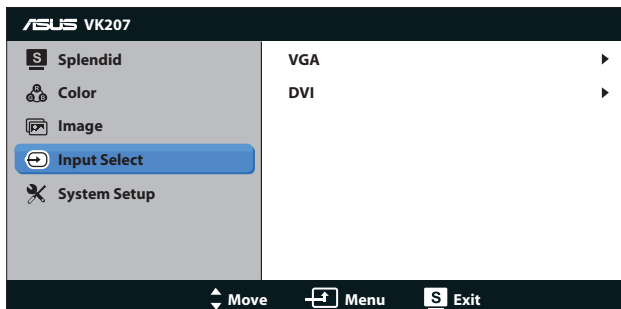 ASUS VK207
S Splendid
Color
Image
Input Select
System Setup
VGA
DVI
Move Menu S Exit